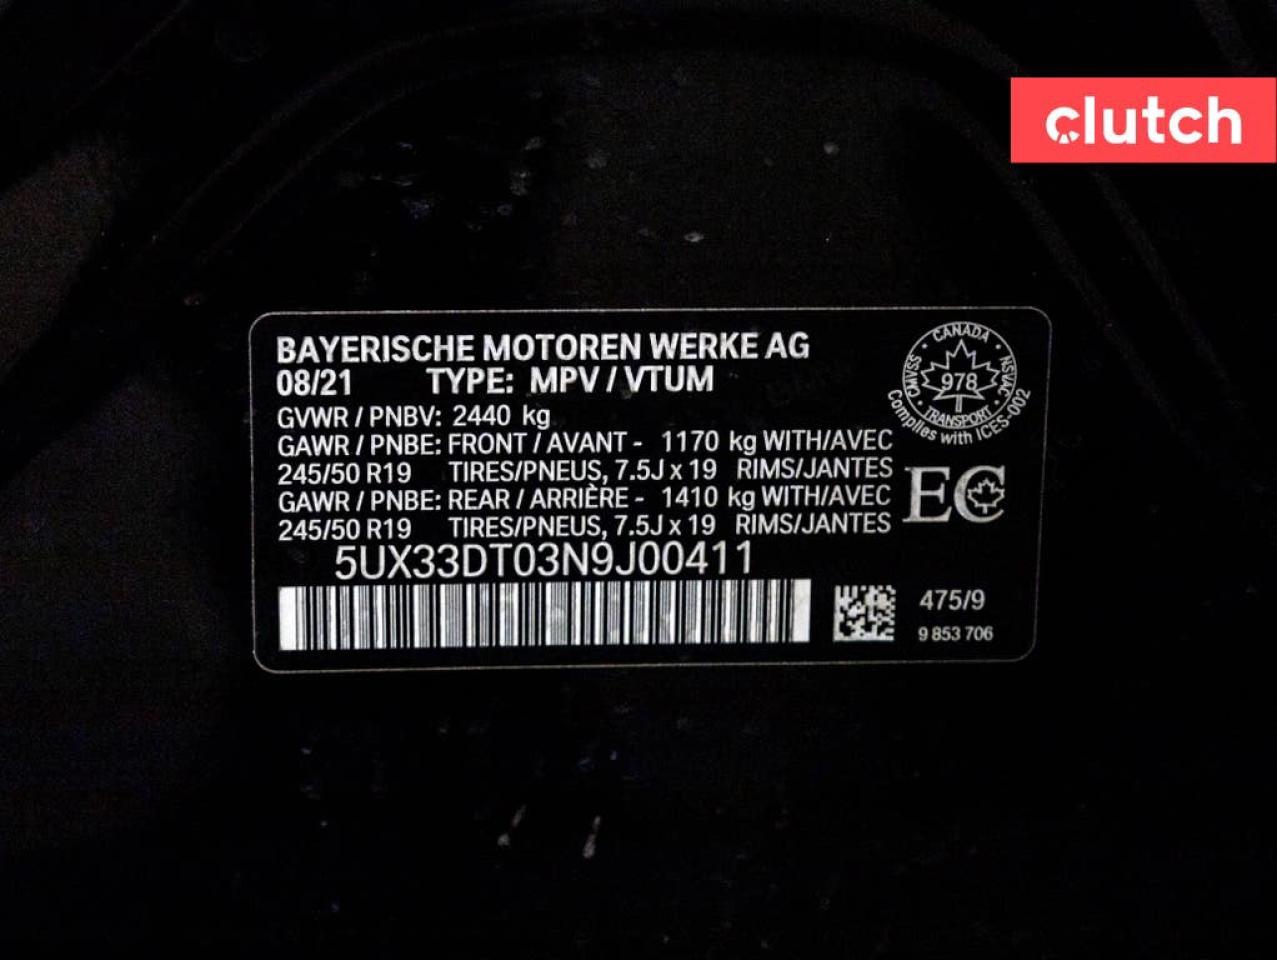 clutch
BAYERISCHE MOTOREN WERKE AG
08/21 TYPE: MPV / VTUM
GVWR / PNBV: 2440 kg
GAWR / PNBE: FRONT / AVANT - 1170 kg WITH/AVEC
245/50 R19 TIRES/PNEUS, 7.5J x 19 RIMS/JANTES
GAWR / PNBE: REAR / ARRIÈRE - 1410 kg WITH/AVEC
245/50 R19 TIRES/PNEUS, 7.5J x 19 RIMS/JANTES
5UX33DT03N9J00411
CANADA
CMVSS
978
NSVAC
TRANSPORT
Complies with ICES-002
EC
475/9
9 853 706